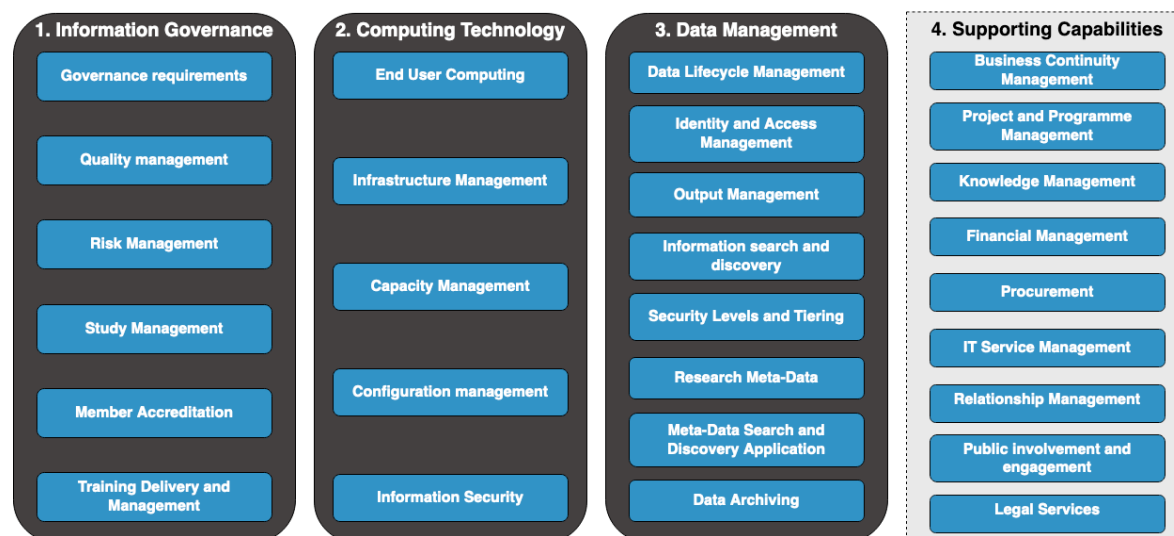 1. Information Governance
Governance requirements
Quality management
Risk Management
Study Management
Member Accreditation
Training Delivery and
Management
2. Computing Technology
End User Computing
Infrastructure Management
Capacity Management
Configuration management
Information Security
3. Data Management
Data Lifecycle Management
Identity and Access
Management
Output Management
Information search and
discovery
Security Levels and Tiering
Research Meta-Data
Meta-Data Search and
Discovery Application
Data Archiving
4. Supporting Capabilities
Business Continuity
Management
Project and Programme
Management
Knowledge Management
Financial Management
Procurement
IT Service Management
Relationship Management
Public involvement and
engagement
Legal Services